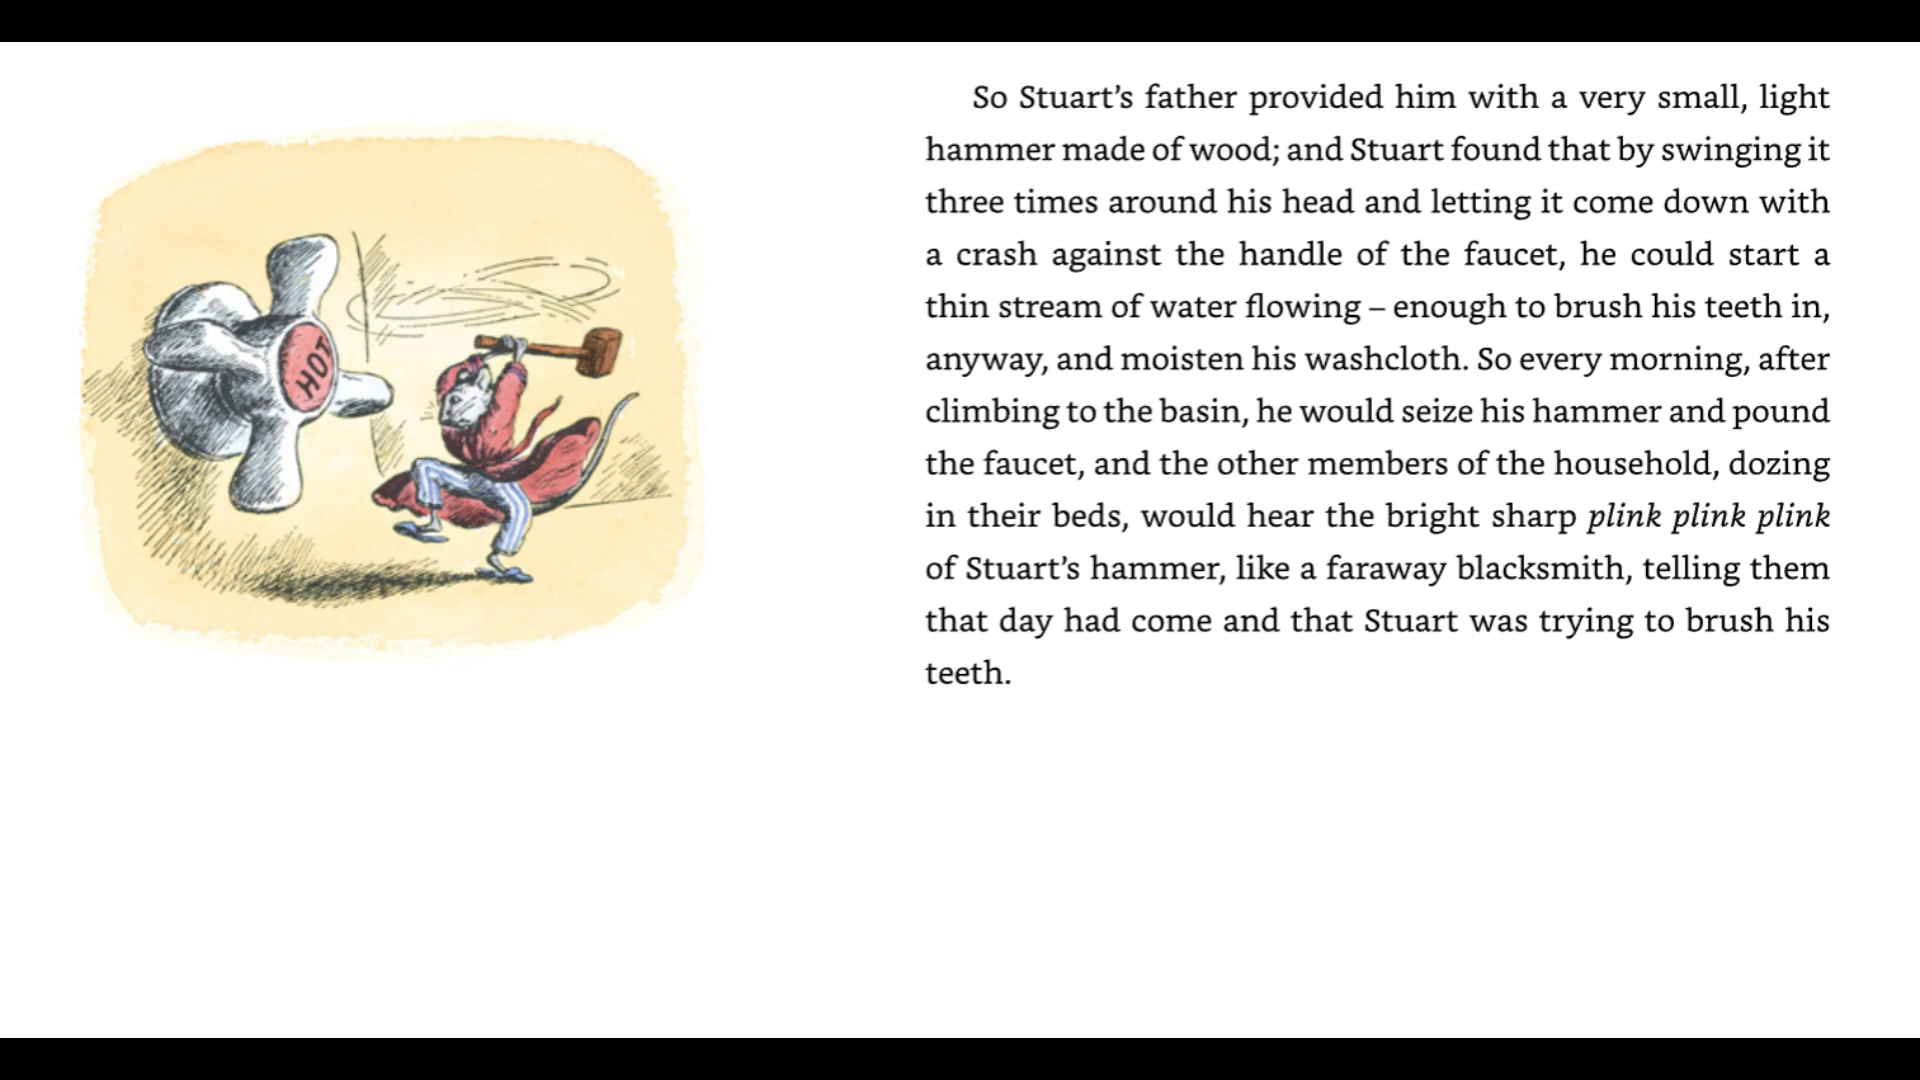 HOT
So Stuart’s father provided him with a very small, light
hammer made of wood; and Stuart found that by swinging it
three times around his head and letting it come down with
a crash against the handle of the faucet, he could start a
thin stream of water flowing – enough to brush his teeth in,
anyway, and moisten his washcloth. So every morning, after
climbing to the basin, he would seize his hammer and pound
the faucet, and the other members of the household, dozing
in their beds, would hear the bright sharp plink plink plink
of Stuart’s hammer, like a faraway blacksmith, telling them
that day had come and that Stuart was trying to brush his
teeth.